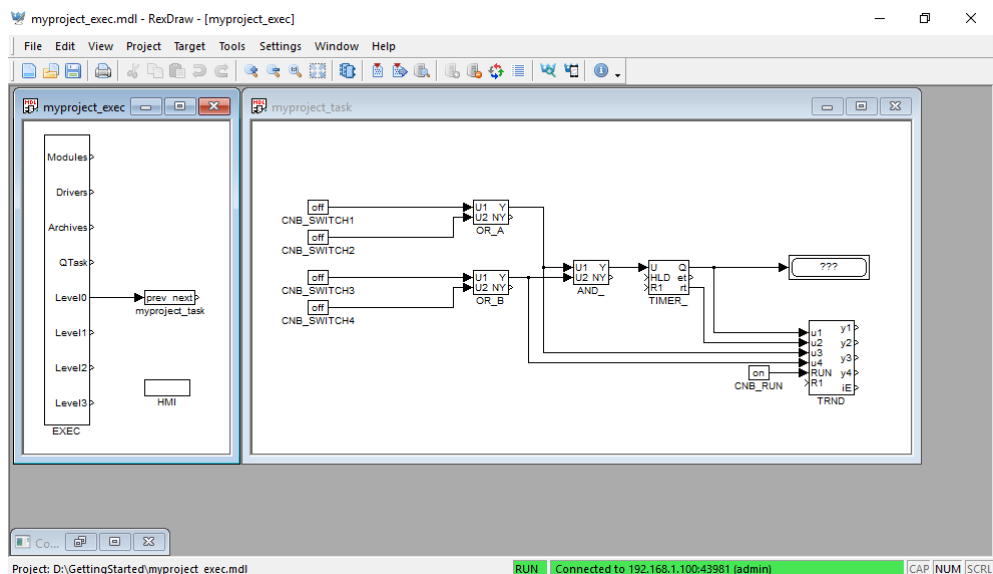 myproject_exec.mdl - RexDraw - [myproject_exec]
File Edit View Project Target Tools Settings Window Help
myproject_exec
Modules
Drivers
Archives
QTask
Level0
prev next
myproject_task
Level1
Level2
HMI
Level3
EXEC
myproject_task
off
CNB_SWITCH1
off
CNB_SWITCH2
U1 Y
U2 NY
OR_A
off
CNB_SWITCH3
off
CNB_SWITCH4
U1 Y
U2 NY
OR_B
U1 Y
U2 NY
AND_
U Q
HLD et
R1 rt
TIMER_
???
on
CNB_RUN
u1 y1
u2 y2
u3 y3
u4
RUN y4
R1 iE
TRND
Co...
Project: D:\GettingStarted\myproject_exec.mdl RUN Connected to 192.168.1.100:43981 (admin) CAP NUM SCRL